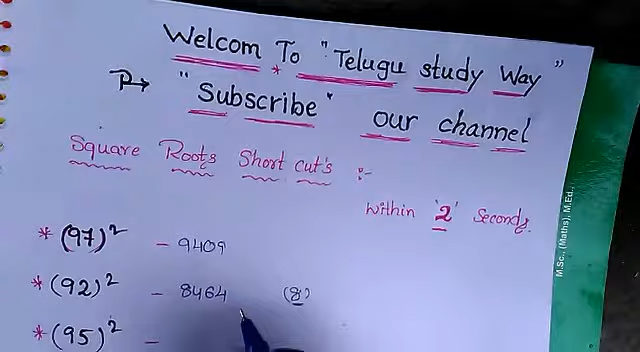 Welcom To "Telugu study Way"
"Subscribe" our channel
Square Roots Short cut's :-
within '2' Seconds.
* (97)² - 9409
* (92)² - 8464 (8)
* (95)² -
M.Sc., (Maths), M.Ed.,